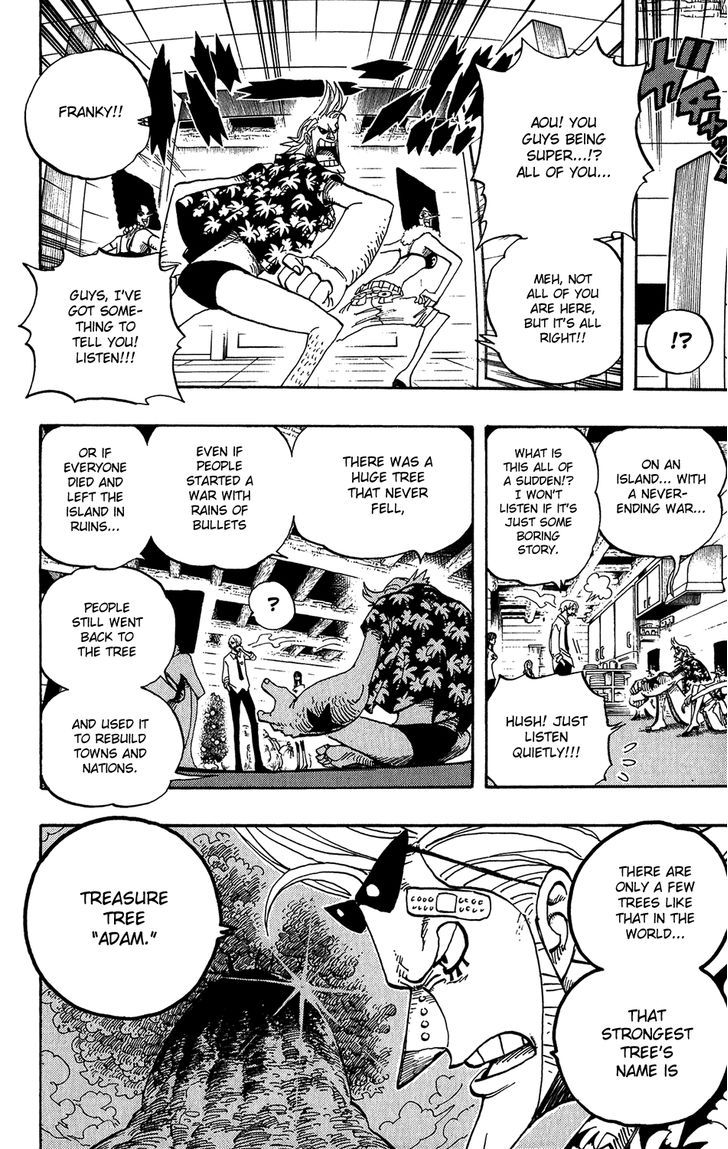 !?
AOU! YOU
GUYS BEING
SUPER...!?
ALL OF YOU...
MEH, NOT
ALL OF YOU
ARE HERE,
BUT IT'S ALL
RIGHT!!
FRANKY!!
GUYS, I'VE
GOT SOME-
THING TO
TELL YOU!
LISTEN!!!
ON AN
ISLAND... WITH
A NEVER-
ENDING WAR...
WHAT IS
THIS ALL OF
A SUDDEN!?
I WON'T
LISTEN IF IT'S
JUST SOME
BORING
STORY.
HUSH! JUST
LISTEN
QUIETLY!!!
THERE WAS A
HUGE TREE
THAT NEVER
FELL,
EVEN IF
PEOPLE
STARTED A
WAR WITH
RAINS OF
BULLETS
OR IF
EVERYONE
DIED AND
LEFT THE
ISLAND IN
RUINS...
?
PEOPLE
STILL WENT
BACK TO
THE TREE
AND USED IT
TO REBUILD
TOWNS AND
NATIONS.
THERE ARE
ONLY A FEW
TREES LIKE
THAT IN THE
WORLD...
THAT
STRONGEST
TREE'S
NAME IS
TREASURE
TREE
"ADAM."